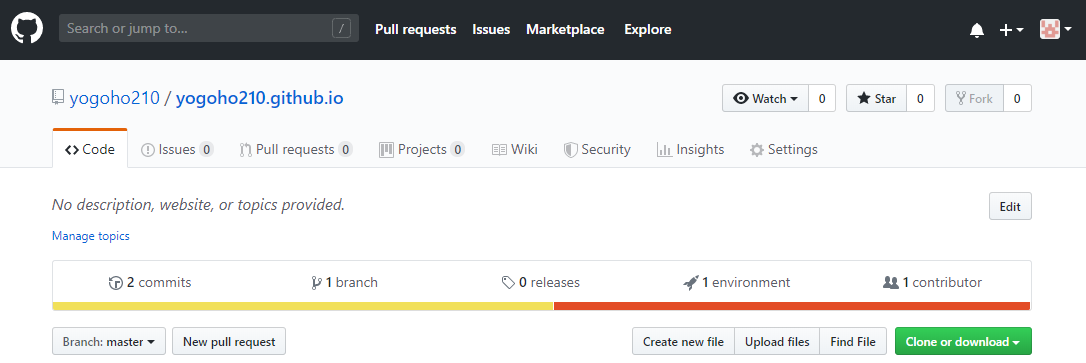 Search or jump to... / Pull requests Issues Marketplace Explore
yogoho210 / yogoho210.github.io Watch 0 Star 0 Fork 0
Code Issues 0 Pull requests 0 Projects 0 Wiki Security Insights Settings
No description, website, or topics provided. Edit
Manage topics
2 commits 1 branch 0 releases 1 environment 1 contributor
Branch: master New pull request Create new file Upload files Find File Clone or download